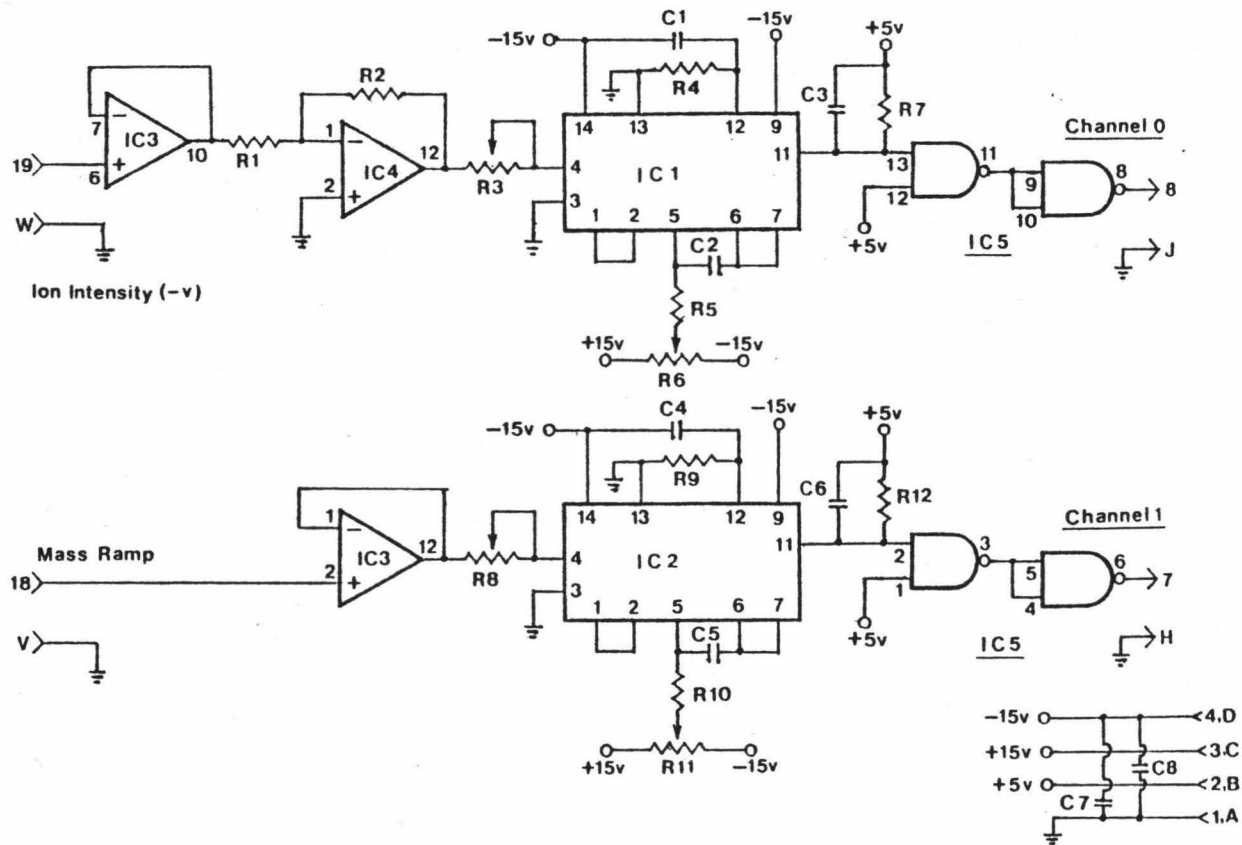 C1
-15v
-15v
+5v
R2
R4
C3
R7
Channel 0
7
IC3
10
R1
1
IC4
12
2
R3
14
13
12
9
4
IC1
11
3
1
2
5
6
7
13
11
12
9
8
10
8
19
6
W
+5v
IC5
J
C2
Ion Intensity (-v)
R5
+15v
-15v
R6
C4
-15v
-15v
+5v
R9
C6
R12
Channel 1
14
13
12
9
1
IC3
12
2
R8
4
IC2
11
3
1
2
5
6
7
2
3
1
5
6
4
7
Mass Ramp
18
V
+5v
IC5
H
C5
R10
+15v
-15v
R11
-15v
4,D
+15v
3,C
C8
+5v
2,B
C7
1,A